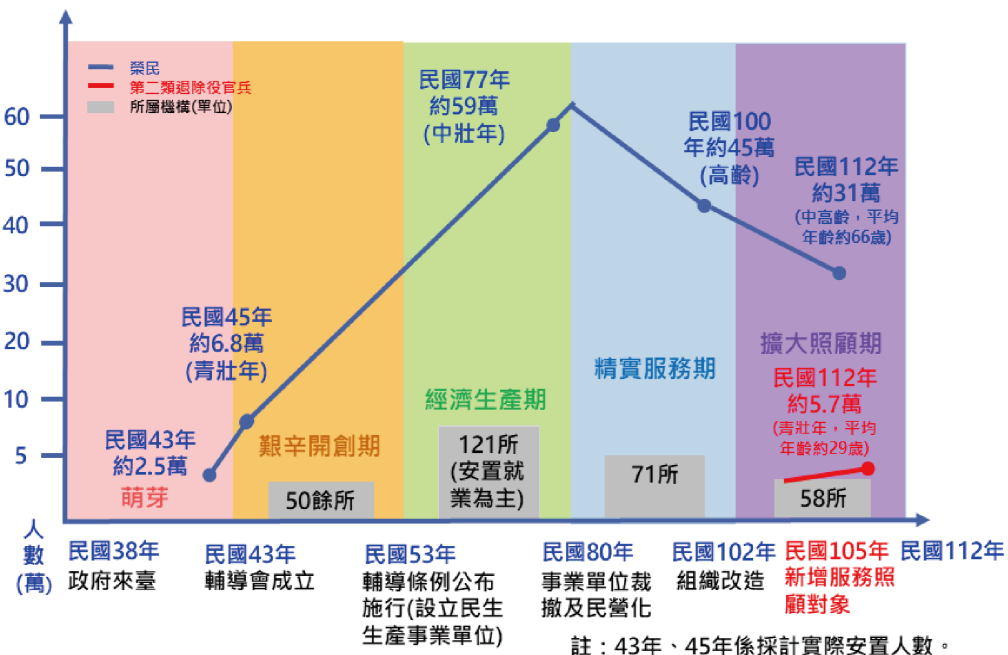 榮民
第二類退除役官兵
所屬機構(單位)
60
50
40
30
20
10
5
人
數
(萬)
民國43年
約2.5萬
萌芽
民國45年
約6.8萬
(青壯年)
艱辛開創期
50餘所
民國77年
約59萬
(中壯年)
經濟生產期
121所
(安置就
業為主)
精實服務期
71所
民國100
年約45萬
(高齡)
民國112年
約31萬
(中高齡，平均
年齡約66歲)
擴大照顧期
民國112年
約5.7萬
(青壯年，平均
年齡約29歲)
58所
民國38年
政府來臺
民國43年
輔導會成立
民國53年
輔導條例公布
施行(設立民生
生產事業單位)
民國80年
事業單位裁
撤及民營化
民國102年
組織改造
民國105年
新增服務照
顧對象
民國112年
註：43年、45年係採計實際安置人數。